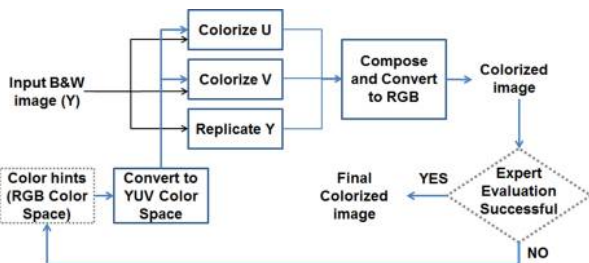 Colorize U
Input B&W
image (Y)
Colorize V
Replicate Y
Compose
and Convert
to RGB
Colorized
image
Color hints
(RGB Color
Space)
Convert to
YUV Color
Space
Final
Colorized
image
YES
Expert
Evaluation
Successful
NO